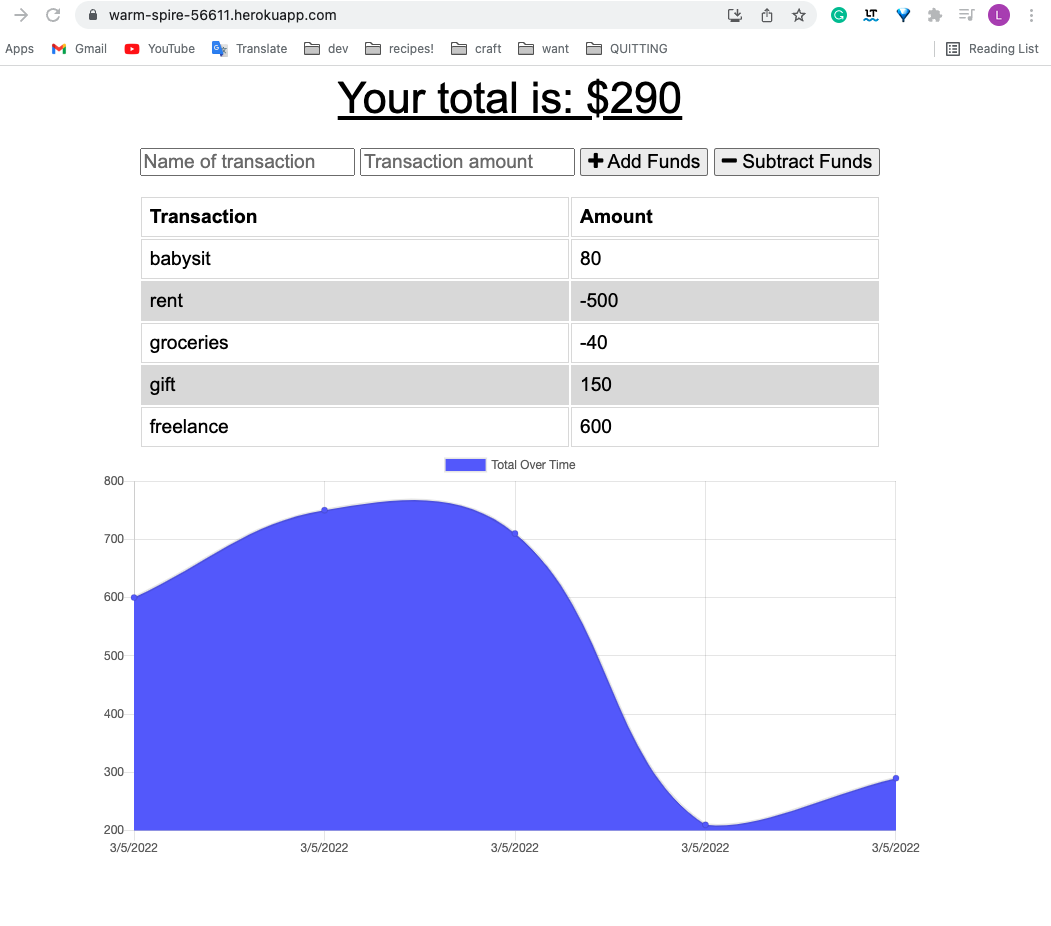 warm-spire-56611.herokuapp.com
LT
L
Apps Gmail YouTube Translate dev recipes! craft want QUITTING Reading List
Your total is: $290
Name of transaction Transaction amount Add Funds Subtract Funds
Transaction Amount
babysit 80
rent -500
groceries -40
gift 150
freelance 600
Total Over Time
800
700
600
500
400
300
200
3/5/2022 3/5/2022 3/5/2022 3/5/2022 3/5/2022